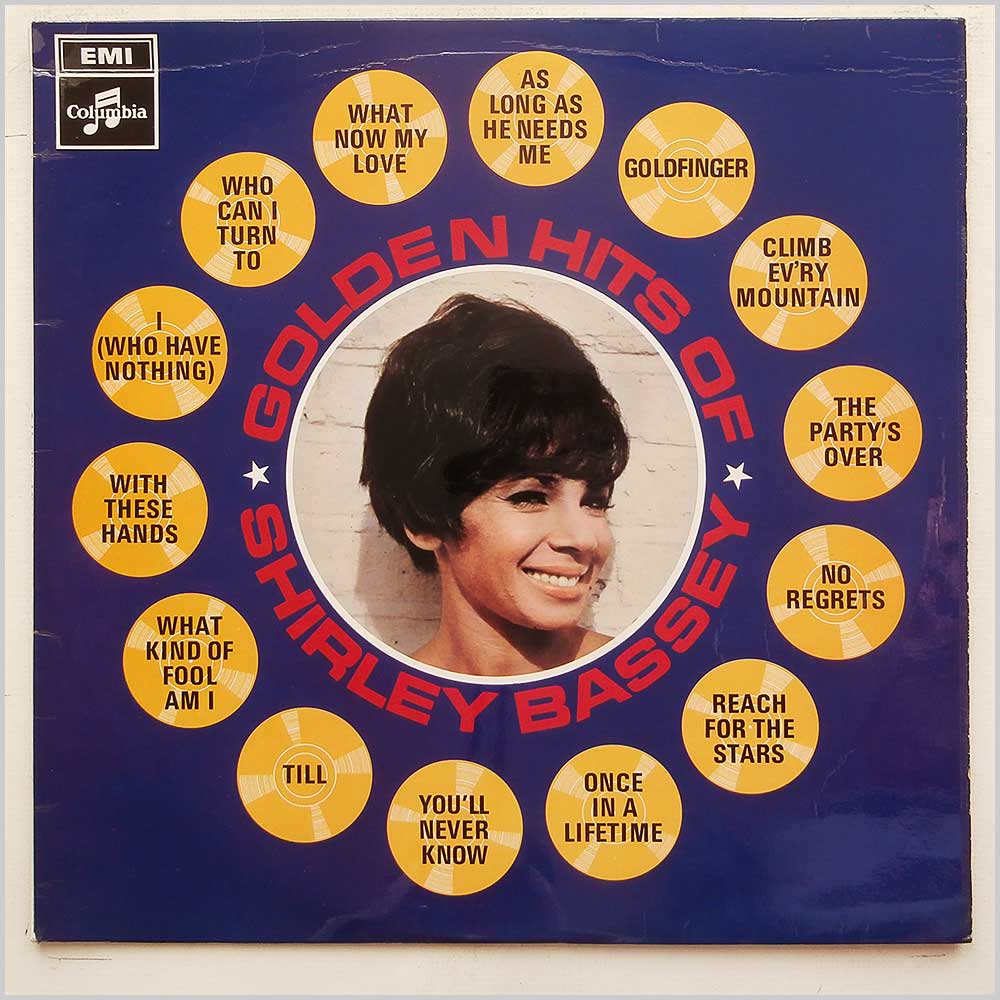 EMI
Columbia
WHAT
NOW MY
LOVE
AS
LONG AS
HE NEEDS
ME
GOLDFINGER
CLIMB
EV'RY
MOUNTAIN
THE
PARTY'S
OVER
NO
REGRETS
REACH
FOR THE
STARS
ONCE
IN A
LIFETIME
YOU'LL
NEVER
KNOW
TILL
WHAT
KIND OF
FOOL
AM I
WITH
THESE
HANDS
I
(WHO HAVE
NOTHING)
WHO
CAN I
TURN
TO
GOLDEN HITS OF
SHIRLEY BASSEY